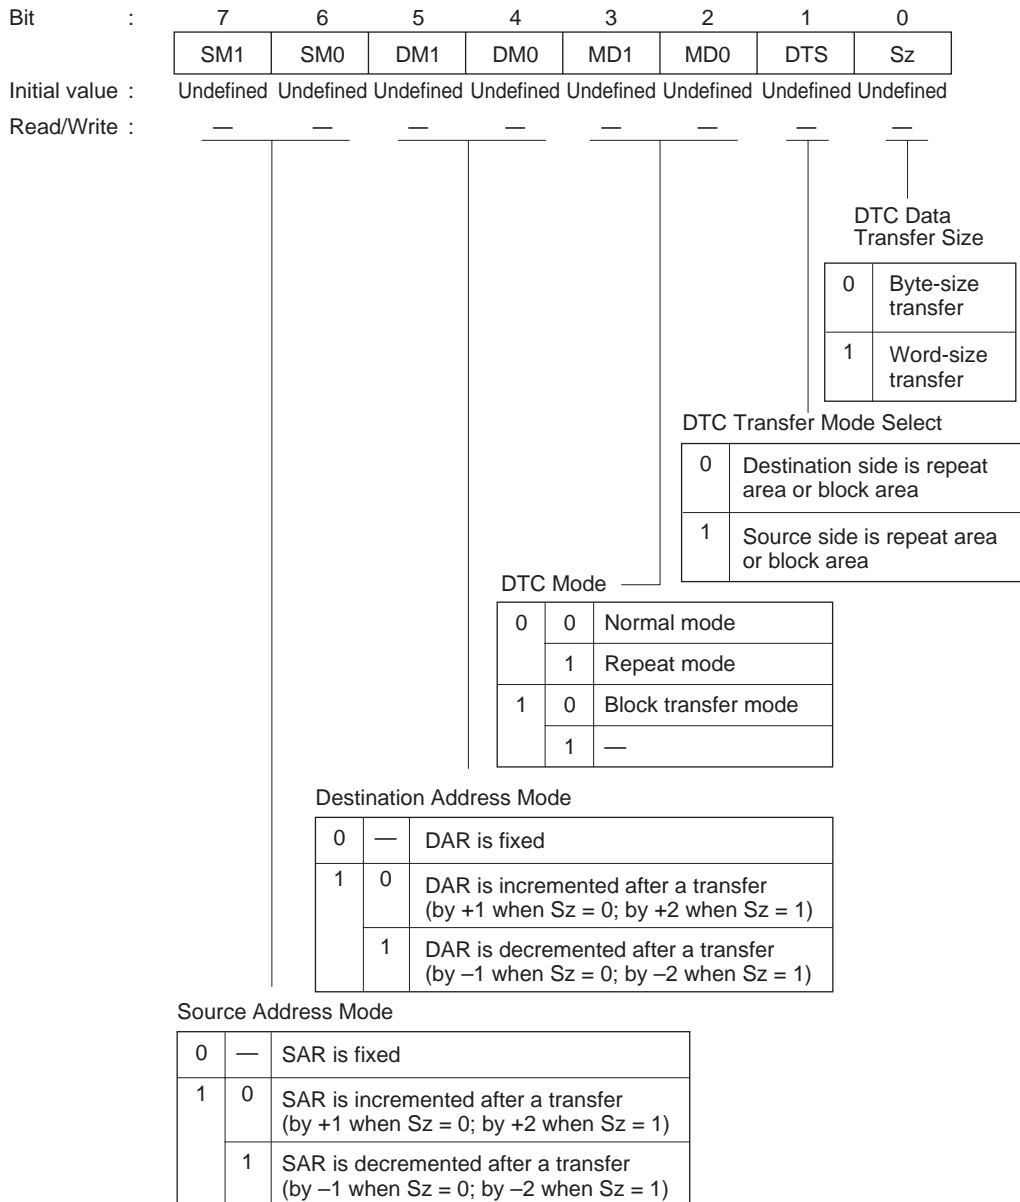 Bit : 7 6 5 4 3 2 1 0
SM1 SM0 DM1 DM0 MD1 MD0 DTS Sz
Initial value : Undefined Undefined Undefined Undefined Undefined Undefined Undefined Undefined
Read/Write : — — — — — — — —
DTC Data
Transfer Size
0 Byte-size
transfer
1 Word-size
transfer
DTC Transfer Mode Select
0 Destination side is repeat
area or block area
1 Source side is repeat area
or block area
DTC Mode
0 0 Normal mode
1 Repeat mode
1 0 Block transfer mode
1 —
Destination Address Mode
0 — DAR is fixed
1 0 DAR is incremented after a transfer
(by +1 when Sz = 0; by +2 when Sz = 1)
1 DAR is decremented after a transfer
(by –1 when Sz = 0; by –2 when Sz = 1)
Source Address Mode
0 — SAR is fixed
1 0 SAR is incremented after a transfer
(by +1 when Sz = 0; by +2 when Sz = 1)
1 SAR is decremented after a transfer
(by –1 when Sz = 0; by –2 when Sz = 1)